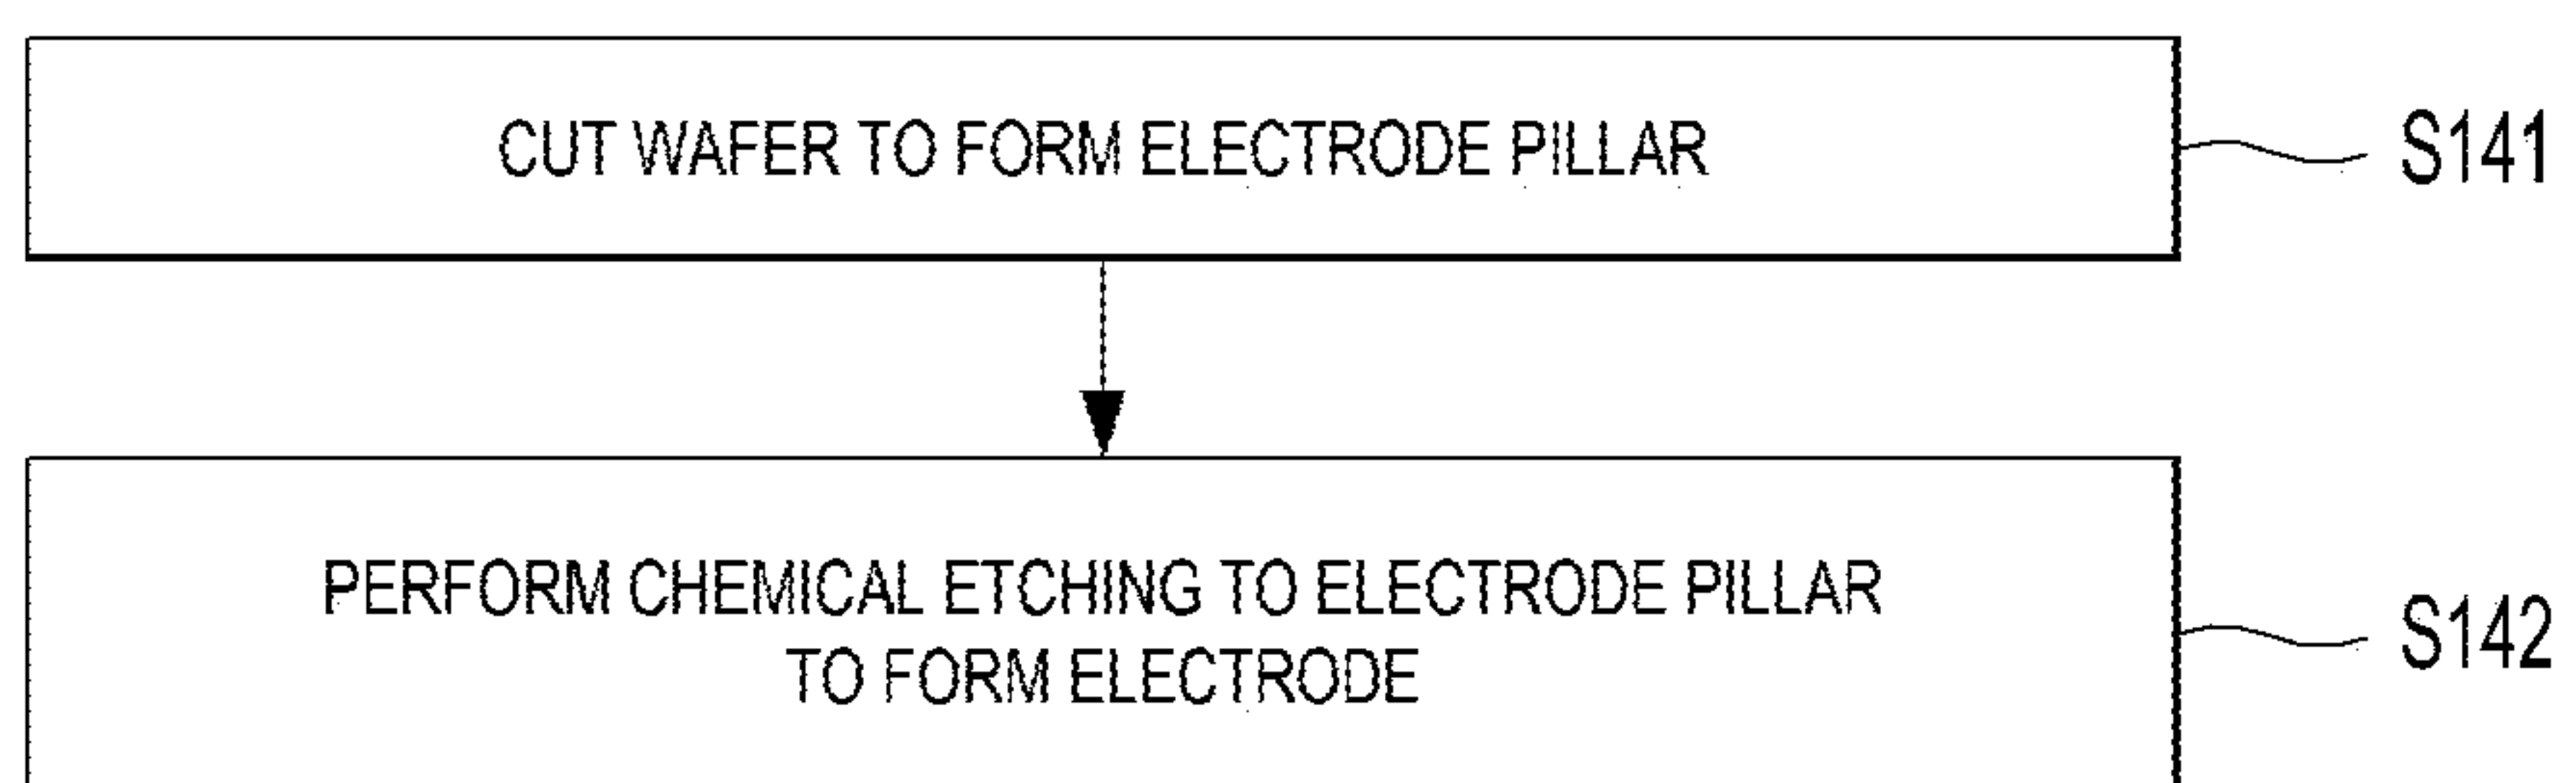 CUT WAFER TO FORM ELECTRODE PILLAR
S141
PERFORM CHEMICAL ETCHING TO ELECTRODE PILLAR
TO FORM ELECTRODE
S142